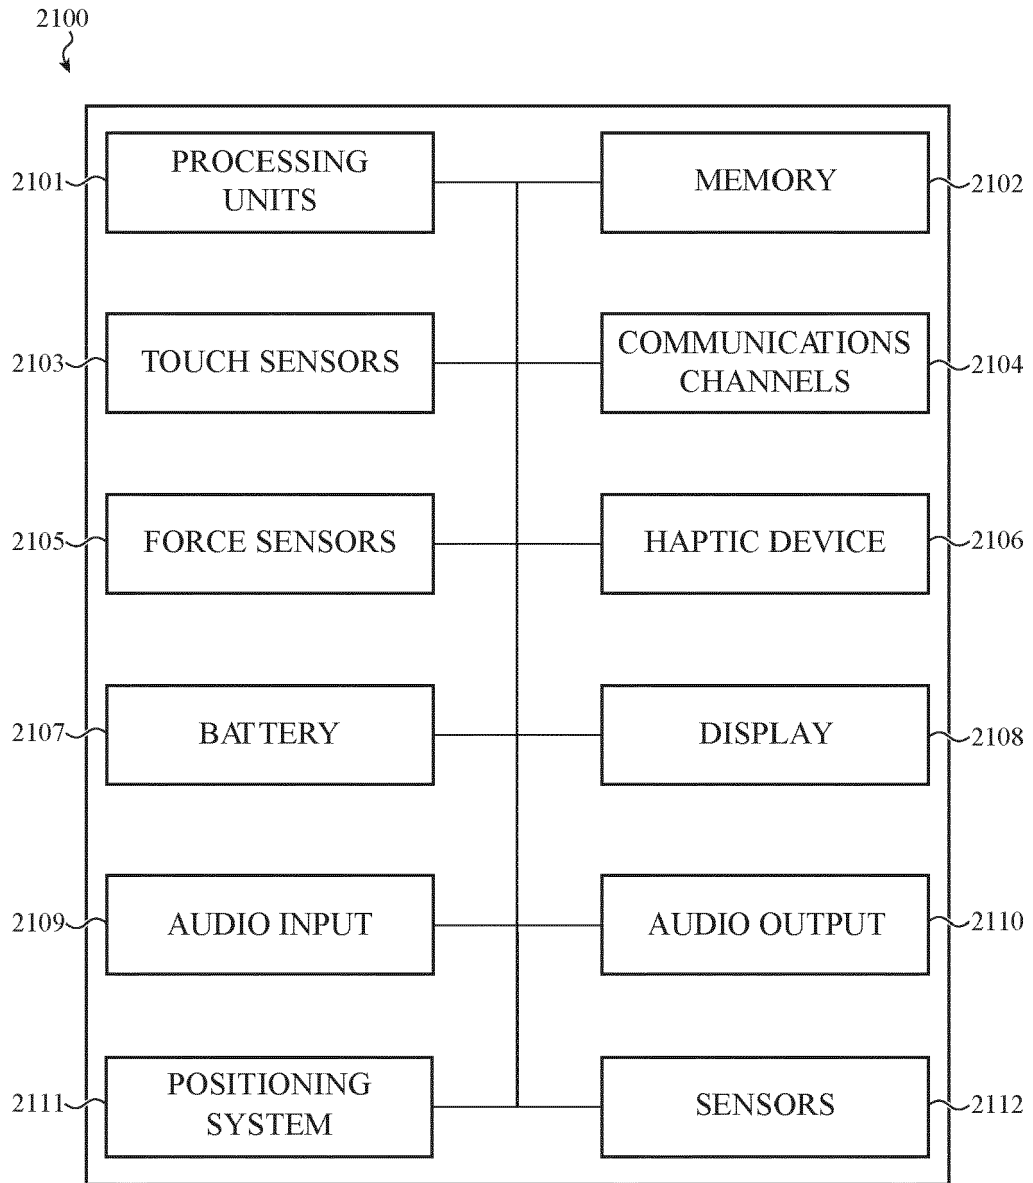 2100
2101
PROCESSING
UNITS
MEMORY
2102
2103
TOUCH SENSORS
COMMUNICATIONS
CHANNELS
2104
2105
FORCE SENSORS
HAPTIC DEVICE
2106
2107
BATTERY
DISPLAY
2108
2109
AUDIO INPUT
AUDIO OUTPUT
2110
2111
POSITIONING
SYSTEM
SENSORS
2112